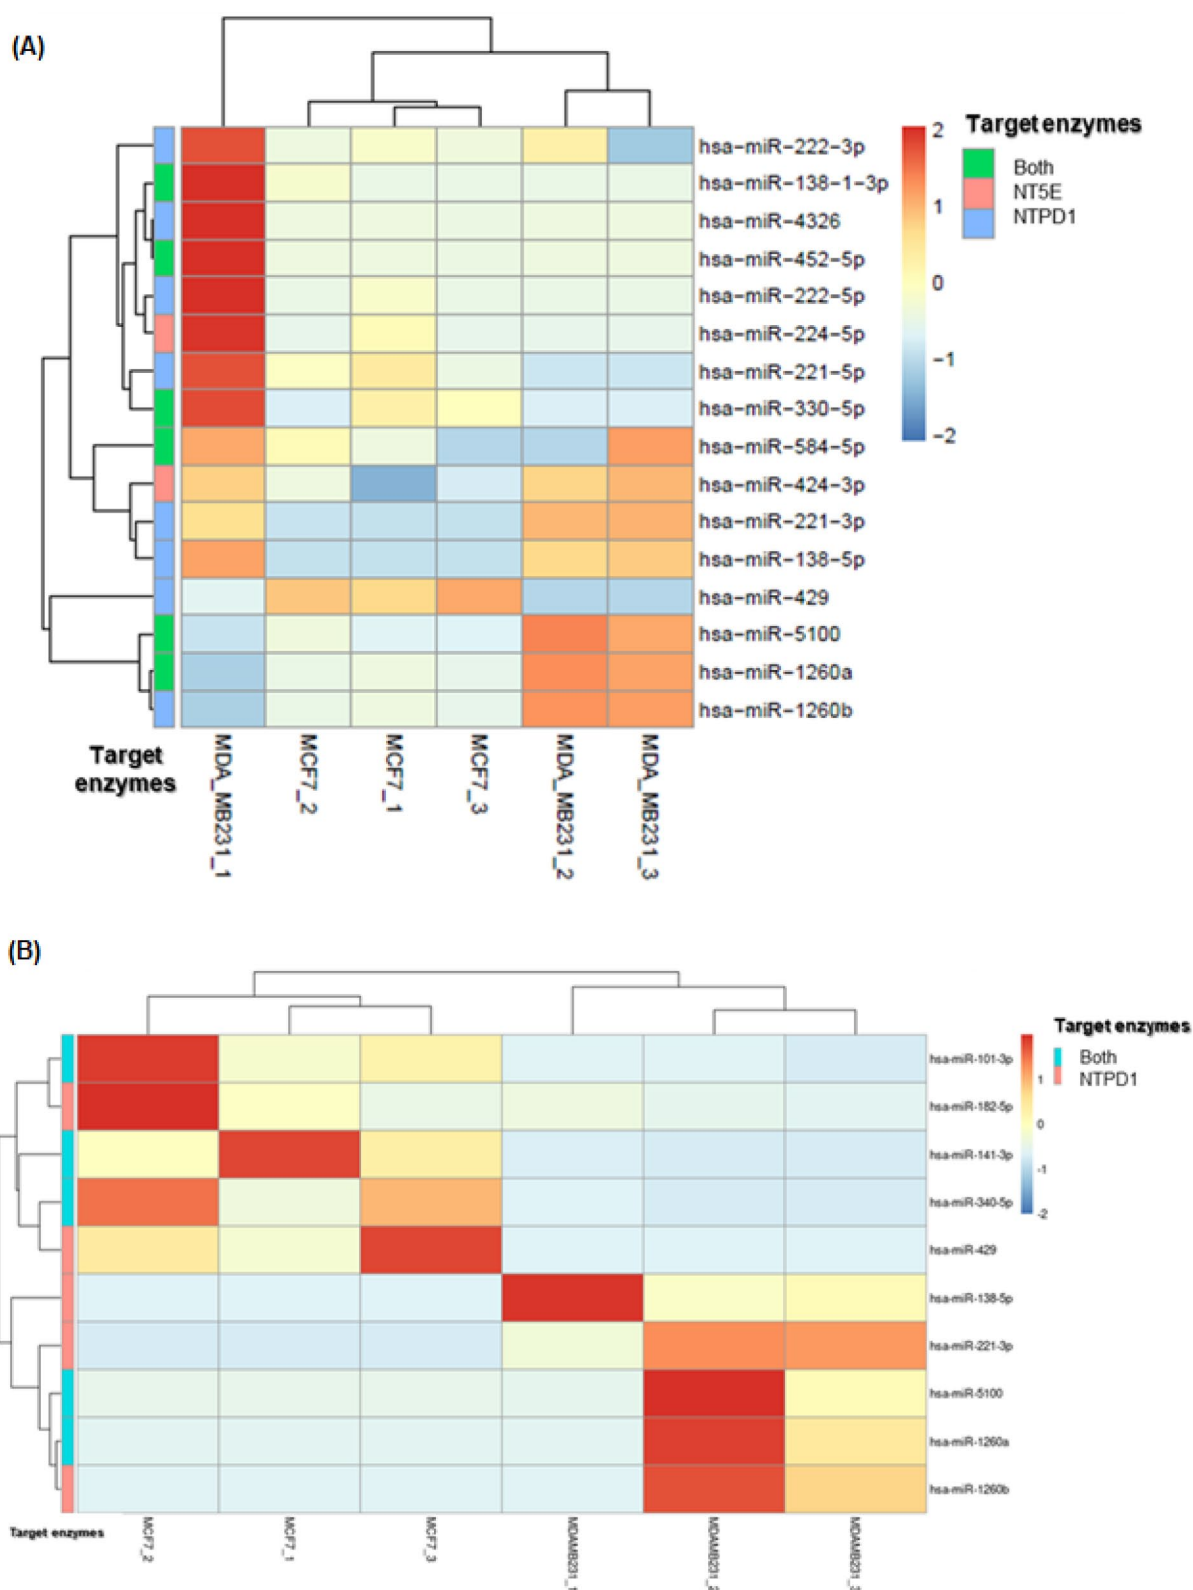 (A)
2
1
0
−1
−2
Target enzymes
Both
NT5E
NTPD1
hsa−miR−222−3p
hsa−miR−138−1−3p
hsa−miR−4326
hsa−miR−452−5p
hsa−miR−222−5p
hsa−miR−224−5p
hsa−miR−221−5p
hsa−miR−330−5p
hsa−miR−584−5p
hsa−miR−424−3p
hsa−miR−221−3p
hsa−miR−138−5p
hsa−miR−429
hsa−miR−5100
hsa−miR−1260a
hsa−miR−1260b
Target
enzymes
MDA_MB231_1
MCF7_2
MCF7_1
MCF7_3
MDA_MB231_2
MDA_MB231_3
(B)
Target enzymes
Both
NTPD1
1
0
-1
-2
hsa-miR-101-3p
hsa-miR-182-5p
hsa-miR-141-3p
hsa-miR-340-5p
hsa-miR-429
hsa-miR-138-5p
hsa-miR-221-3p
hsa-miR-5100
hsa-miR-1260a
hsa-miR-1260b
Target enzymes
MCF7_2
MCF7_1
MCF7_3
MDAMB231_1
MDAMB231_2
MDAMB231_3